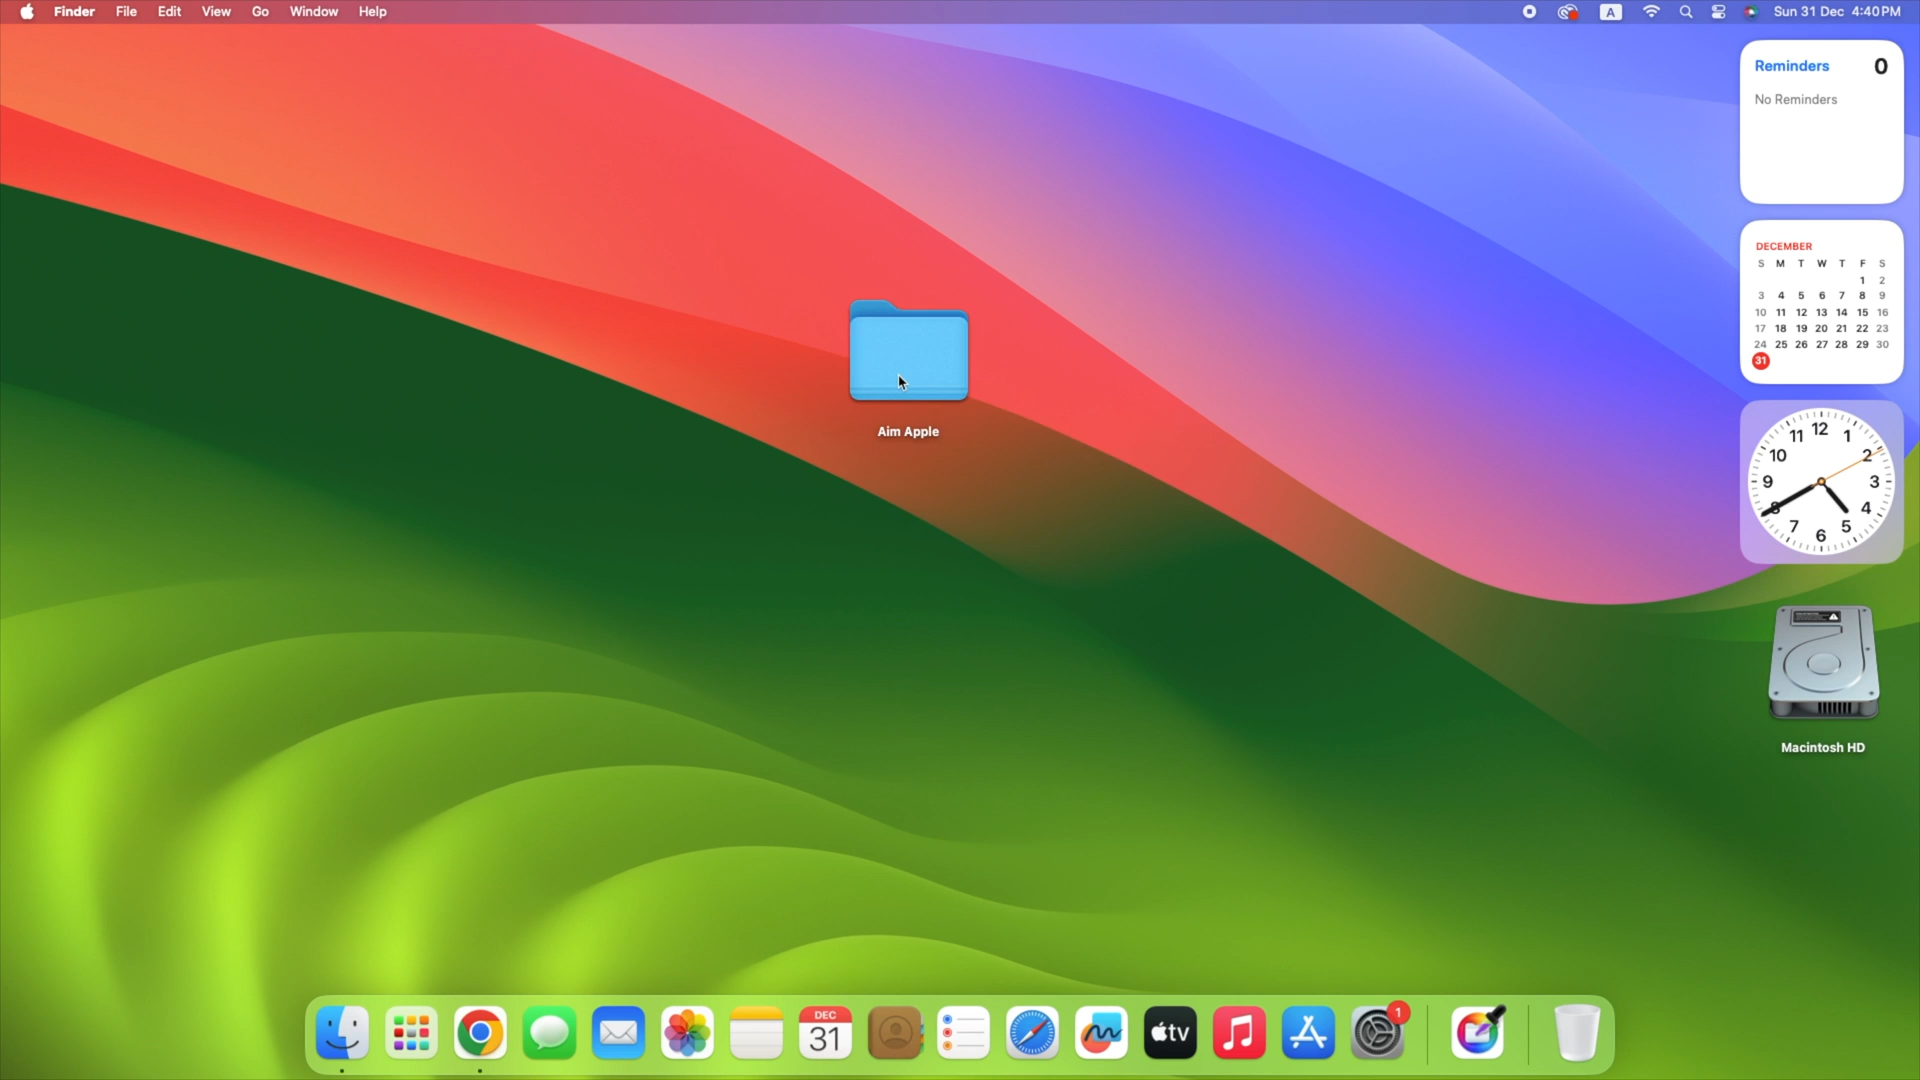 Finder File Edit View Go Window Help
A Sun 31 Dec 4:40 PM
Reminders 0
No Reminders
DECEMBER
S M T W T F S
1 2
3 4 5 6 7 8 9
10 11 12 13 14 15 16
17 18 19 20 21 22 23
24 25 26 27 28 29 30
31
12
11 1
10 2
9 3
8 4
7 5
6
Aim Apple
Macintosh HD
DEC
31
tv
1